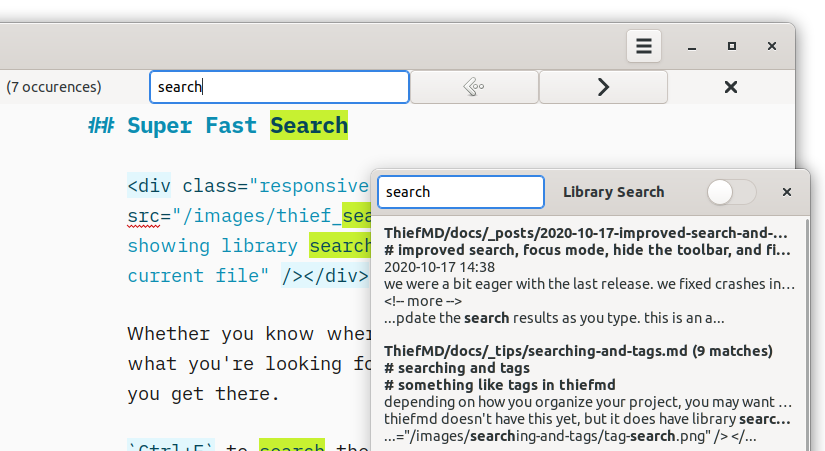 (7 occurences)
search
## Super Fast Search
<div class="responsive
src="/images/thief_sea
showing library search
current file" /></div>
Whether you know wher
what you're looking fo
you get there.
`Ctrl+F` to search the
search
Library Search
ThiefMD/docs/_posts/2020-10-17-improved-search-and-...
# improved search, focus mode, hide the toolbar, and fi...
2020-10-17 14:38
we were a bit eager with the last release. we fixed crashes in...
<!-- more -->
...pdate the search results as you type. this is an a...
ThiefMD/docs/_tips/searching-and-tags.md (9 matches)
# searching and tags
# something like tags in thiefmd
depending on how you organize your project, you may want ...
thiefmd doesn't have this yet, but it does have library searc...
...="/images/searching-and-tags/tag-search.png" /> </...